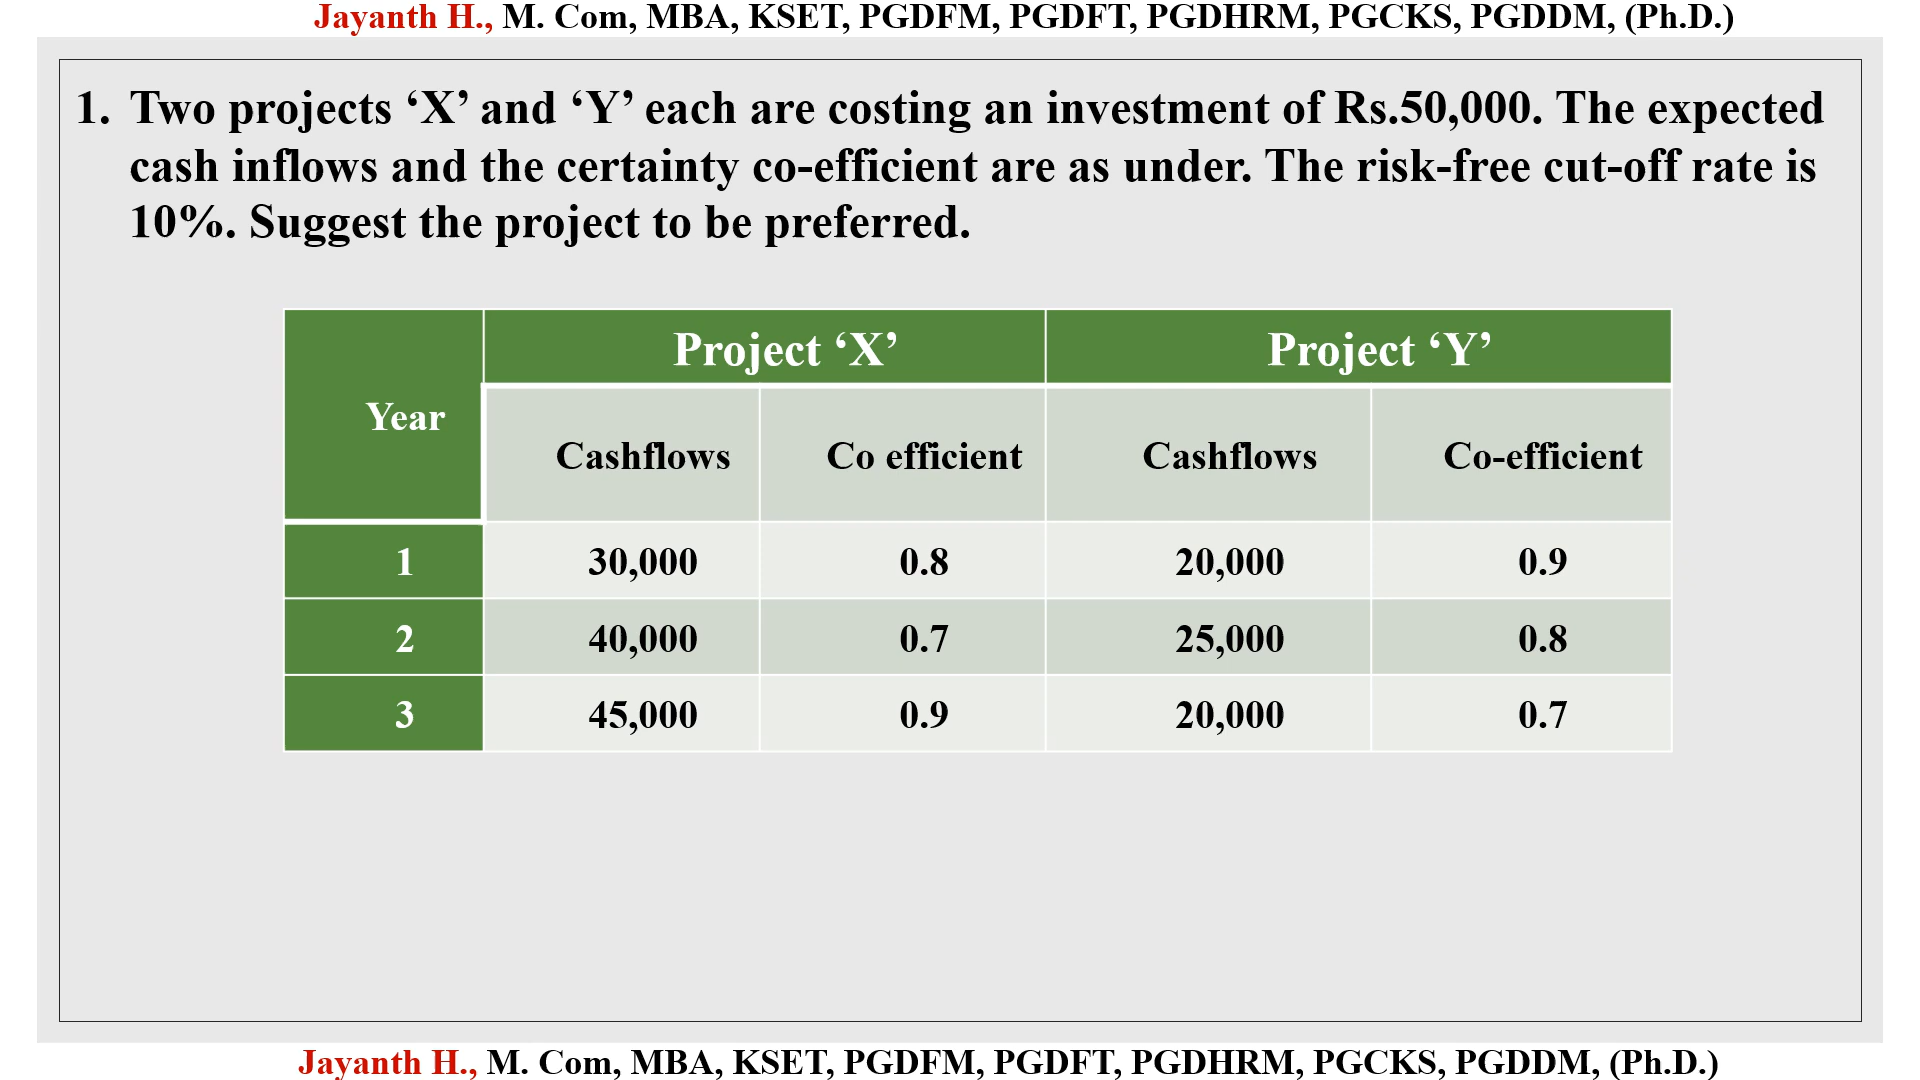 Jayanth H., M. Com, MBA, KSET, PGDFM, PGDFT, PGDHRM, PGCKS, PGDDM, (Ph.D.)
1. Two projects ‘X’ and ‘Y’ each are costing an investment of Rs.50,000. The expected
cash inflows and the certainty co-efficient are as under. The risk-free cut-off rate is
10%. Suggest the project to be preferred.
Year Project ‘X’ Project ‘Y’
Cashflows Co efficient Cashflows Co-efficient
1 30,000 0.8 20,000 0.9
2 40,000 0.7 25,000 0.8
3 45,000 0.9 20,000 0.7
Jayanth H., M. Com, MBA, KSET, PGDFM, PGDFT, PGDHRM, PGCKS, PGDDM, (Ph.D.)